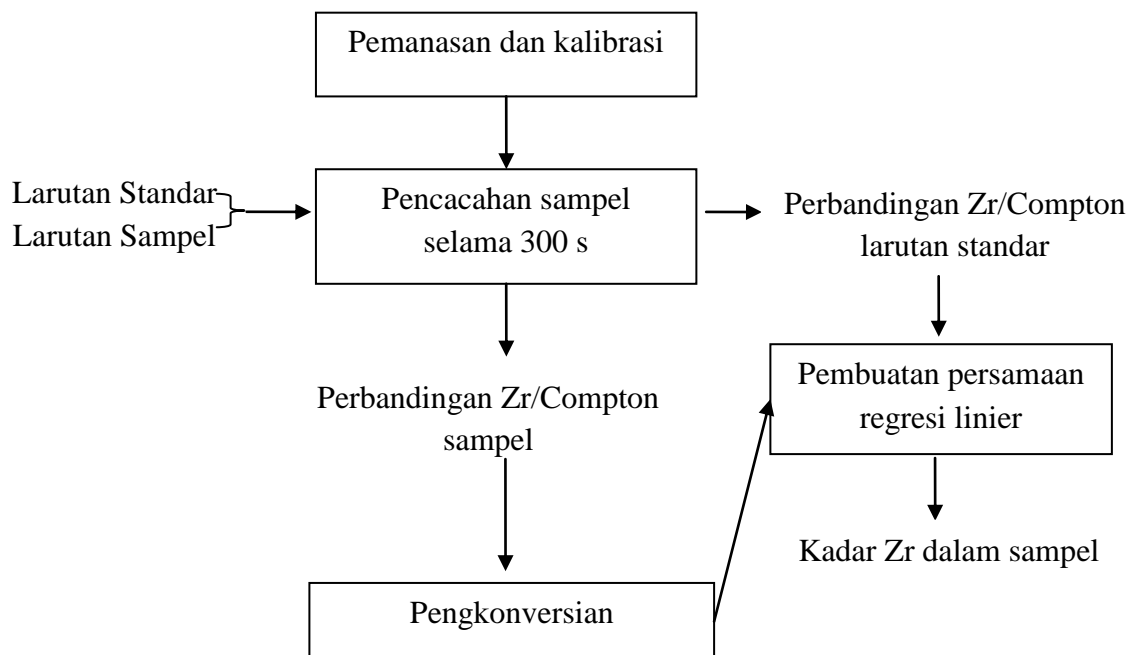 Pemanasan dan kalibrasi
Larutan Standar
Larutan Sampel
Pencacahan sampel
selama 300 s
Perbandingan Zr/Compton
larutan standar
Perbandingan Zr/Compton
sampel
Pembuatan persamaan
regresi linier
Kadar Zr dalam sampel
Pengkonversian